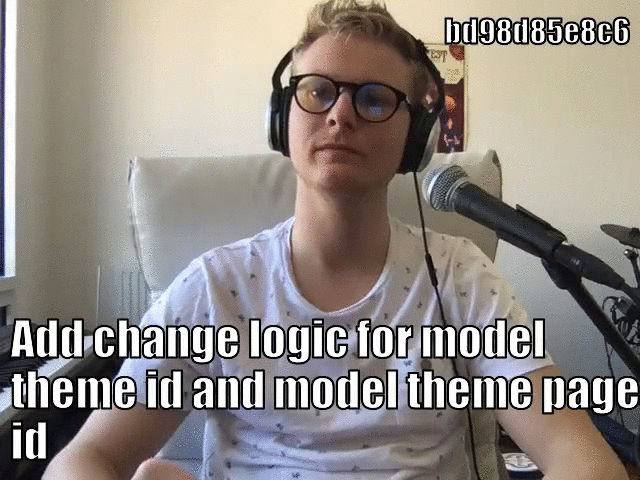 bd98d85e8c6
Add change logic for model
theme id and model theme page
id